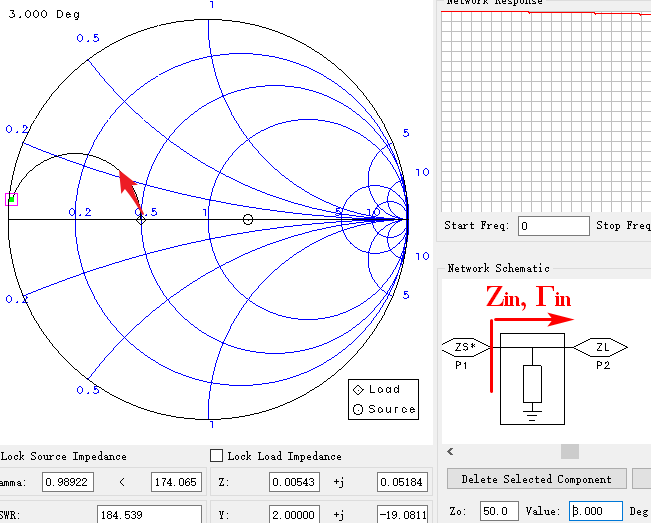 3.000 Deg
1
0.5
0.2
5
10
0.2
0.5
1
5
10
0.2
10
5
0.5
1
Load
Source
Network Response
Start Freq: 0 Stop Freq
Network Schematic
Zin, Γin
ZS*
ZL
P1
P2
Delete Selected Component
Zo: 50.0 Value: 3.000 Deg
Lock Source Impedance
Lock Load Impedance
amma: 0.98922 < 174.065
Z: 0.00543 +j 0.05184
SWR: 184.539
Y: 2.00000 +j -19.0811